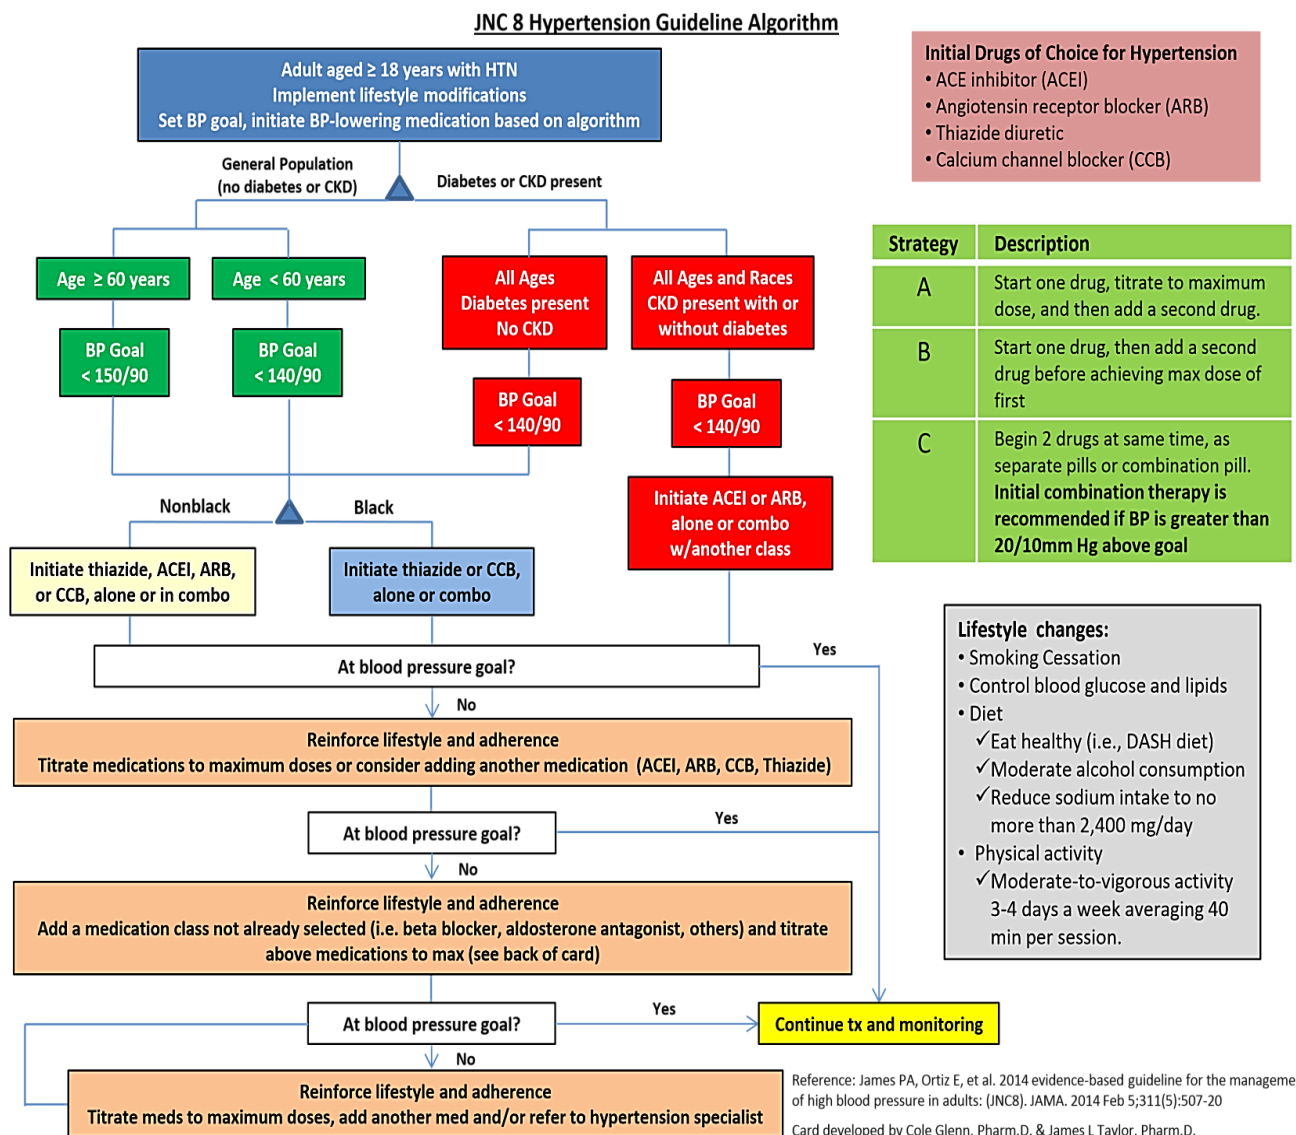 JNC 8 Hypertension Guideline Algorithm
Adult aged ≥ 18 years with HTN
Implement lifestyle modifications
Set BP goal, initiate BP-lowering medication based on algorithm
General Population
(no diabetes or CKD)
Diabetes or CKD present
Age ≥ 60 years
Age < 60 years
All Ages
Diabetes present
No CKD
All Ages and Races
CKD present with or
without diabetes
BP Goal
< 150/90
BP Goal
< 140/90
BP Goal
< 140/90
BP Goal
< 140/90
Nonblack
Black
Initiate thiazide, ACEI, ARB,
or CCB, alone or in combo
Initiate thiazide or CCB,
alone or combo
Initiate ACEI or ARB,
alone or combo
w/another class
At blood pressure goal?
Yes
No
Reinforce lifestyle and adherence
Titrate medications to maximum doses or consider adding another medication (ACEI, ARB, CCB, Thiazide)
At blood pressure goal?
Yes
No
Reinforce lifestyle and adherence
Add a medication class not already selected (i.e. beta blocker, aldosterone antagonist, others) and titrate
above medications to max (see back of card)
At blood pressure goal?
Yes
Continue tx and monitoring
No
Reinforce lifestyle and adherence
Titrate meds to maximum doses, add another med and/or refer to hypertension specialist
Initial Drugs of Choice for Hypertension
• ACE inhibitor (ACEI)
• Angiotensin receptor blocker (ARB)
• Thiazide diuretic
• Calcium channel blocker (CCB)
Strategy Description
A Start one drug, titrate to maximum
dose, and then add a second drug.
B Start one drug, then add a second
drug before achieving max dose of
first
C Begin 2 drugs at same time, as
separate pills or combination pill.
Initial combination therapy is
recommended if BP is greater than
20/10mm Hg above goal
Lifestyle changes:
• Smoking Cessation
• Control blood glucose and lipids
• Diet
✓Eat healthy (i.e., DASH diet)
✓Moderate alcohol consumption
✓Reduce sodium intake to no
more than 2,400 mg/day
• Physical activity
✓Moderate-to-vigorous activity
3-4 days a week averaging 40
min per session.
Reference: James PA, Ortiz E, et al. 2014 evidence-based guideline for the manageme
of high blood pressure in adults: (JNC8). JAMA. 2014 Feb 5;311(5):507-20
Card developed by Cole Glenn, Pharm.D. & James L Taylor, Pharm.D.